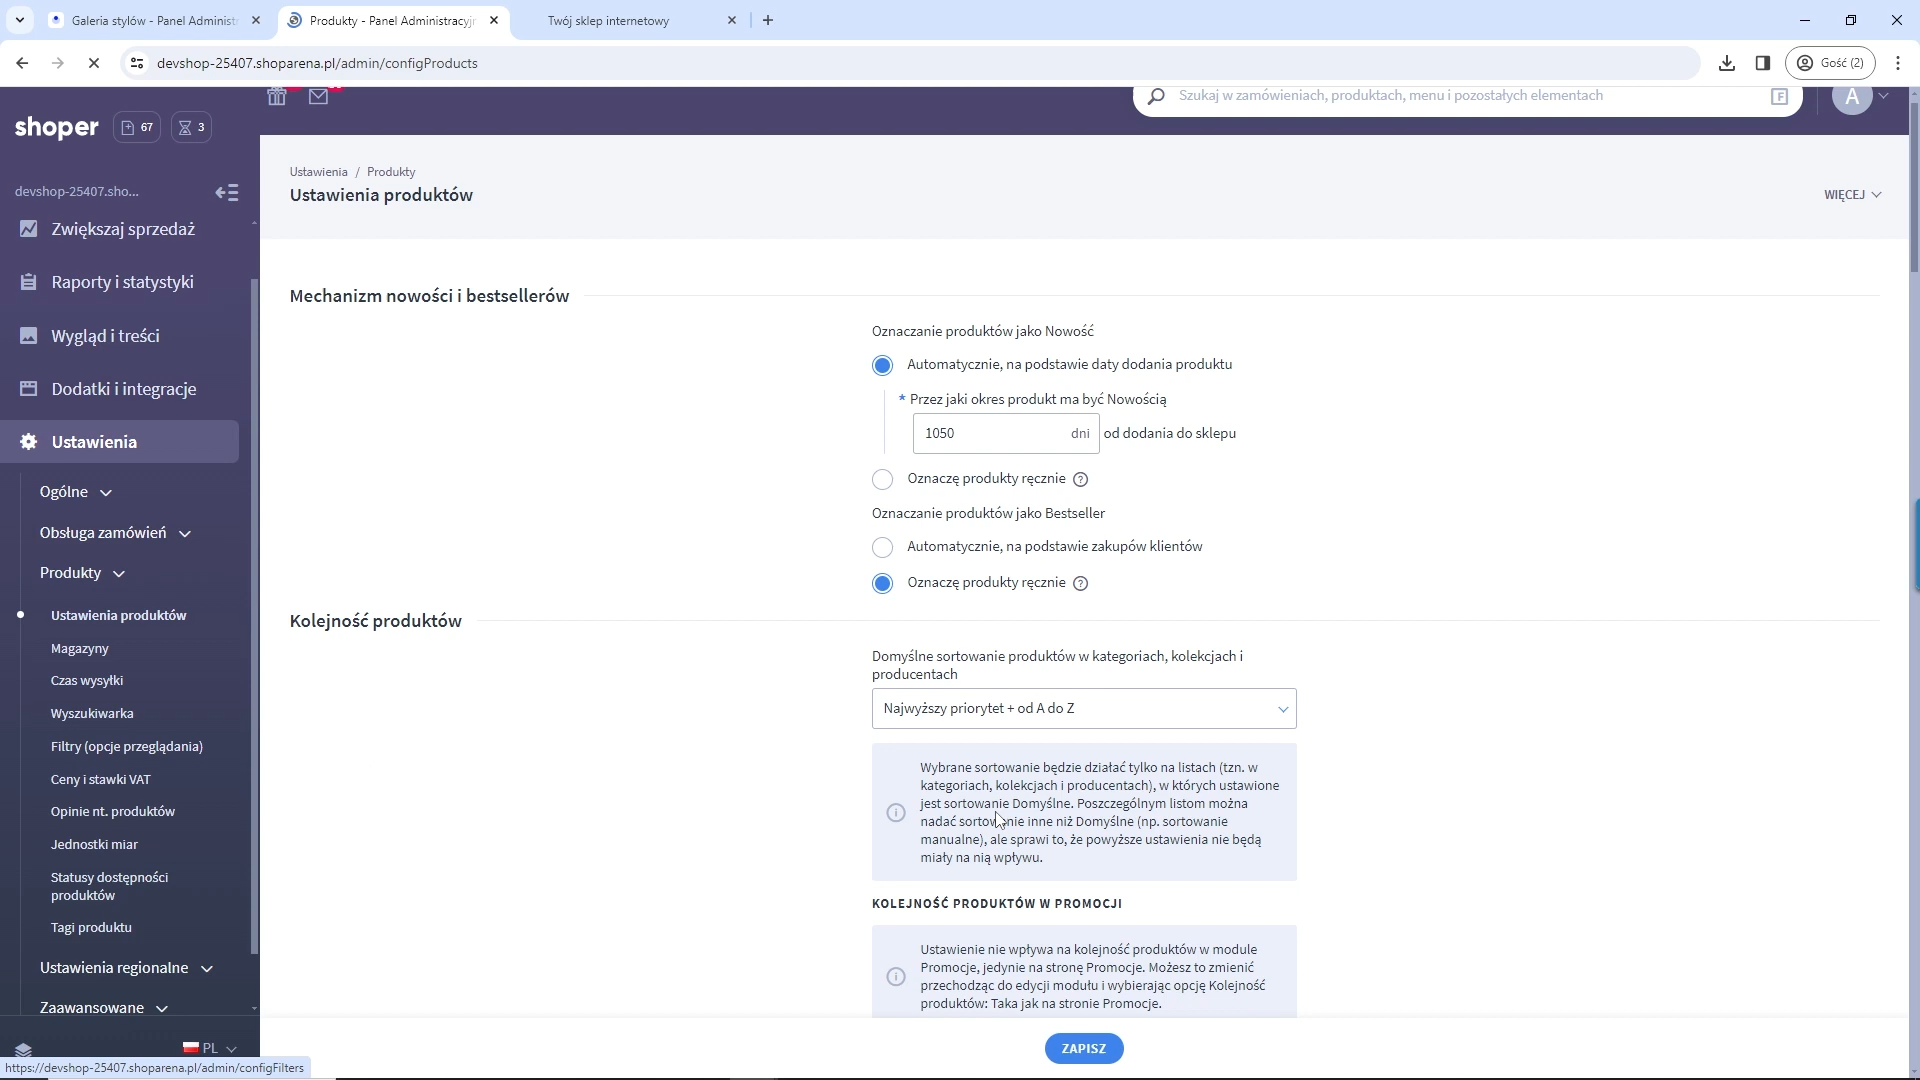 Galeria stylów - Panel Administr
Produkty - Panel Administracyjn
Twój sklep internetowy
devshop-25407.shoparena.pl/admin/configProducts
Gość (2)
shoper
67
3
Szukaj w zamówieniach, produktach, menu i pozostałych elementach
F
A
devshop-25407.sho...
Zwiększaj sprzedaż
Raporty i statystyki
Wygląd i treści
Dodatki i integracje
Ustawienia
Ogólne
Obsługa zamówień
Produkty
Ustawienia produktów
Magazyny
Czas wysyłki
Wyszukiwarka
Filtry (opcje przeglądania)
Ceny i stawki VAT
Opinie nt. produktów
Jednostki miar
Statusy dostępności
produktów
Tagi produktu
Ustawienia regionalne
Zaawansowane
PL
https://devshop-25407.shoparena.pl/admin/configFilters
Ustawienia / Produkty
Ustawienia produktów
WIĘCEJ
Mechanizm nowości i bestsellerów
Oznaczanie produktów jako Nowość
Automatycznie, na podstawie daty dodania produktu
* Przez jaki okres produkt ma być Nowością
1050 dni od dodania do sklepu
Oznaczę produkty ręcznie ?
Oznaczanie produktów jako Bestseller
Automatycznie, na podstawie zakupów klientów
Oznaczę produkty ręcznie ?
Kolejność produktów
Domyślne sortowanie produktów w kategoriach, kolekcjach i
producentach
Najwyższy priorytet + od A do Z
Wybrane sortowanie będzie działać tylko na listach (tzn. w
kategoriach, kolekcjach i producentach), w których ustawione
jest sortowanie Domyślne. Poszczególnym listom można
nadać sortowanie inne niż Domyślne (np. sortowanie
manualne), ale sprawi to, że powyższe ustawienia nie będą
miały na nią wpływu.
KOLEJNOŚĆ PRODUKTÓW W PROMOCJI
Ustawienie nie wpływa na kolejność produktów w module
Promocje, jedynie na stronę Promocje. Możesz to zmienić
przechodząc do edycji modułu i wybierając opcję Kolejność
produktów: Taka jak na stronie Promocje.
ZAPISZ